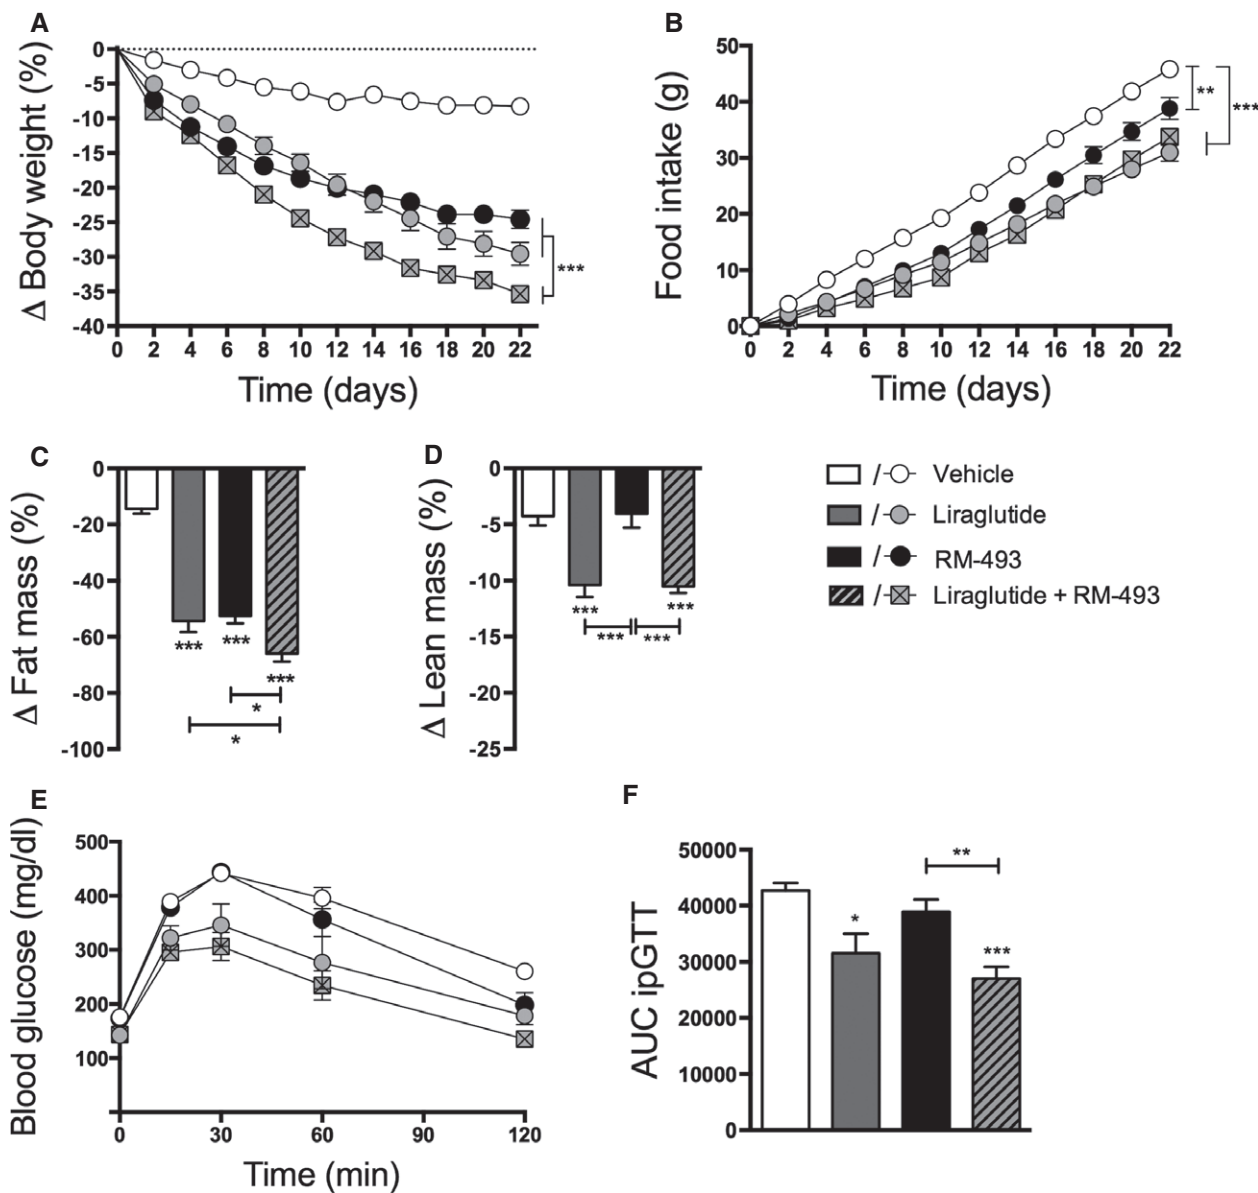 A
Δ Body weight (%)
0
-5
-10
-15
-20
-25
-30
-35
-40
0 2 4 6 8 10 12 14 16 18 20 22
Time (days)
***
B
Food intake (g)
50
40
30
20
10
0
0 2 4 6 8 10 12 14 16 18 20 22
Time (days)
**
***
C
Δ Fat mass (%)
0
-20
-40
-60
-80
-100
*** *** ***
*
*
D
Δ Lean mass (%)
0
-5
-10
-15
-20
-25
*** ***
*** ***
/ Vehicle
/ Liraglutide
/ RM-493
/ Liraglutide + RM-493
E
Blood glucose (mg/dl)
500
400
300
200
100
0 30 60 90 120
Time (min)
F
AUC ipGTT
50000
40000
30000
20000
10000
0
*
**
***